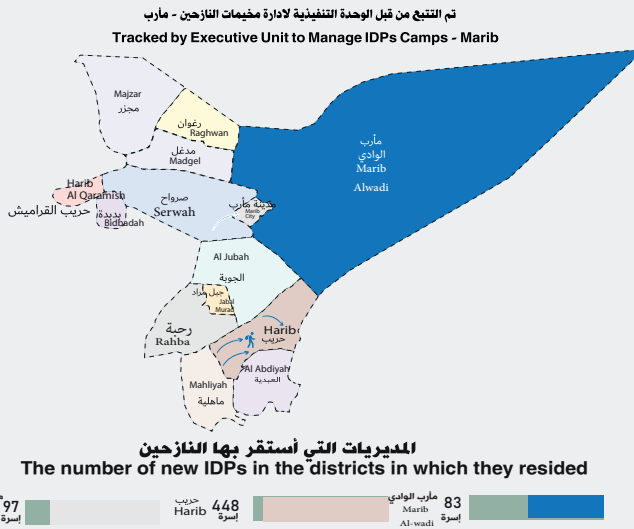 تم التتبع من قبل الوحدة التنفيذية لادارة مخيمات النازحين - مأرب
Tracked by Executive Unit to Manage IDPs Camps - Marib
Majzar
مجزر
رغوان
Raghwan
مدغل
Madgel
مأرب
الوادي
Marib
Alwadi
Harib
Al Qaramish
حريب القراميش
بدبدة
Bidbadah
صرواح
Serwah
مدينة مأرب
Marib
City
Al Jubah
الجوبة
جبل مراد
Jabal
Murad
رحبة
Rahba
Harib
حريب
Mahliyah
ماهلية
Al Abdiyah
العبدية
المديريات التي أستقر بها النازحين
The number of new IDPs in the districts in which they resided
97
إسرة
حريب
Harib
448
إسرة
مأرب الوادي
Marib
Al-wadi
83
إسرة